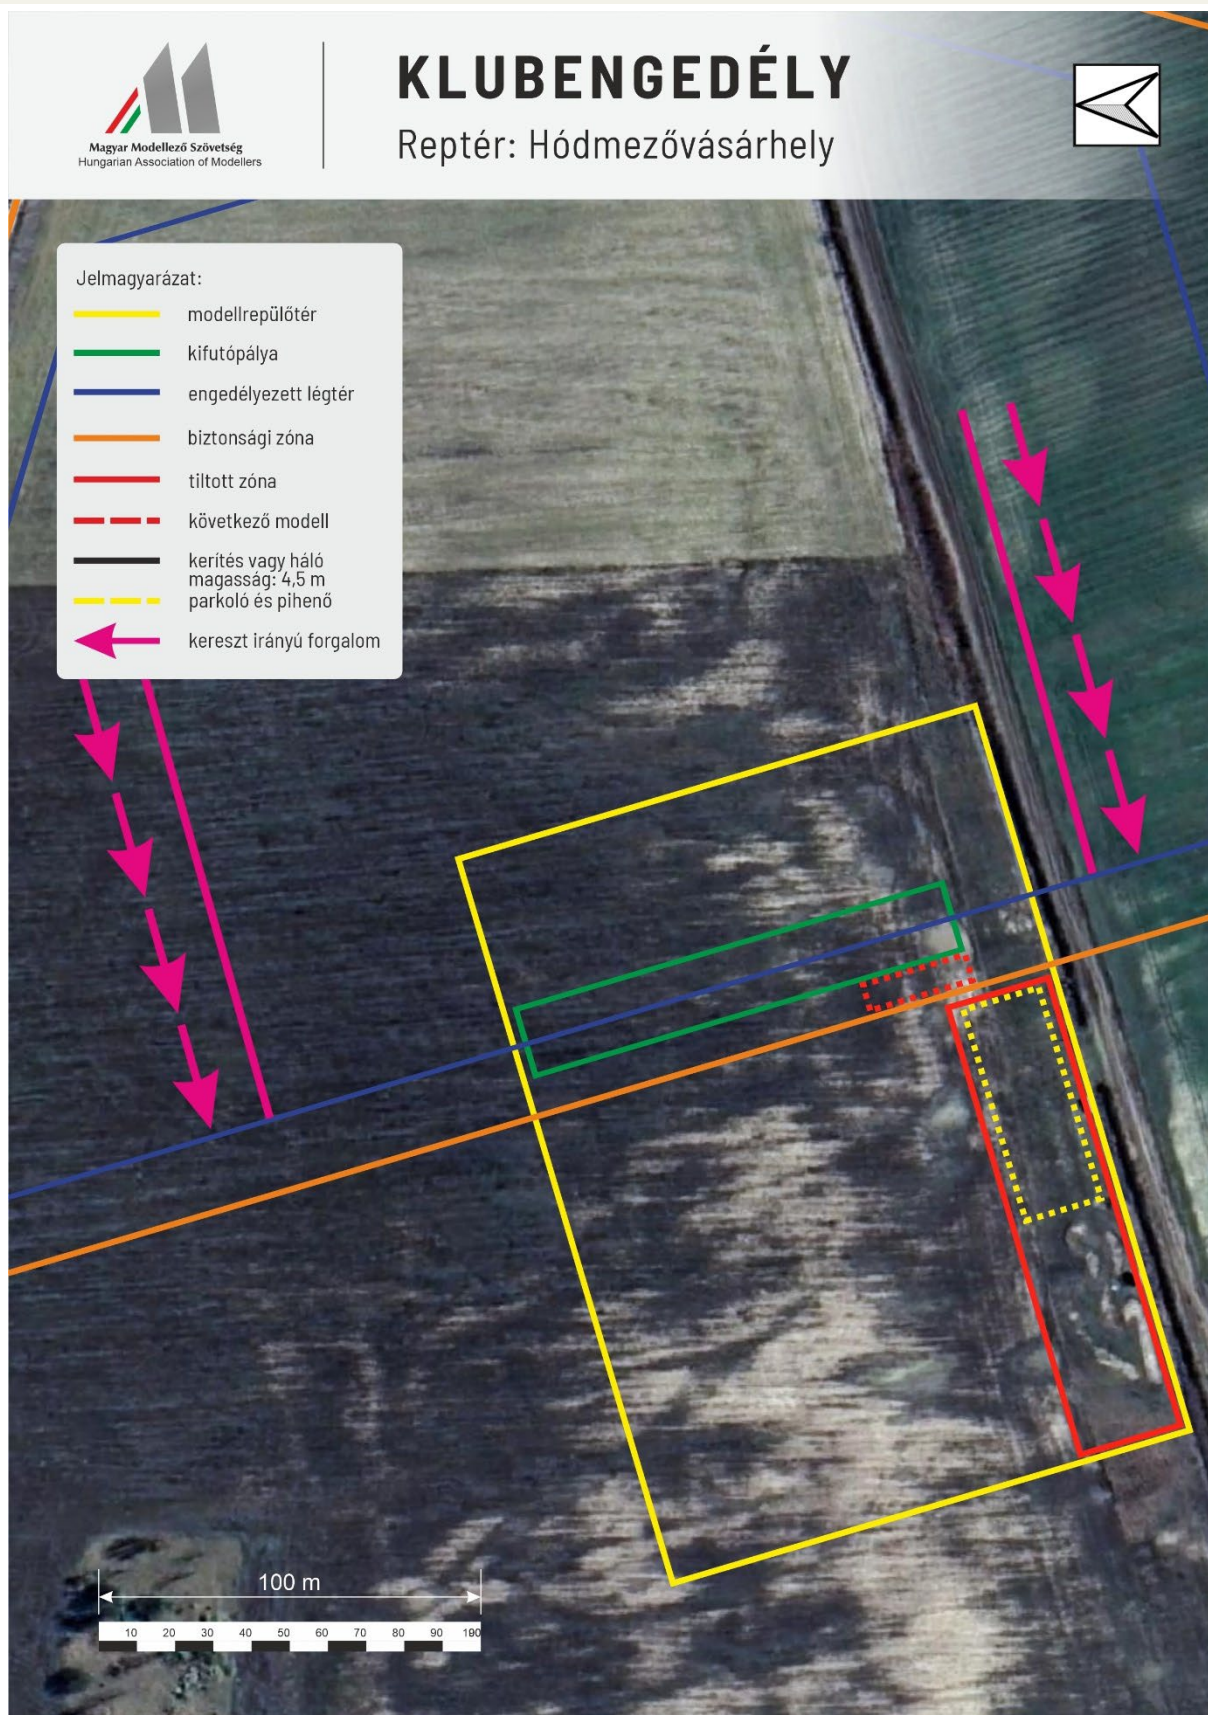 KLUBENGEDÉLY
Reptér: Hódmezővásárhely
Magyar Modellező Szövetség
Hungarian Association of Modellers
Jelmagyarázat:
modellrepülőtér
kifutópálya
engedélyezett légtér
biztonsági zóna
tiltott zóna
következő modell
kerítés vagy háló
magasság: 4,5 m
parkoló és pihenő
kereszt irányú forgalom
100 m
10 20 30 40 50 60 70 80 90 100